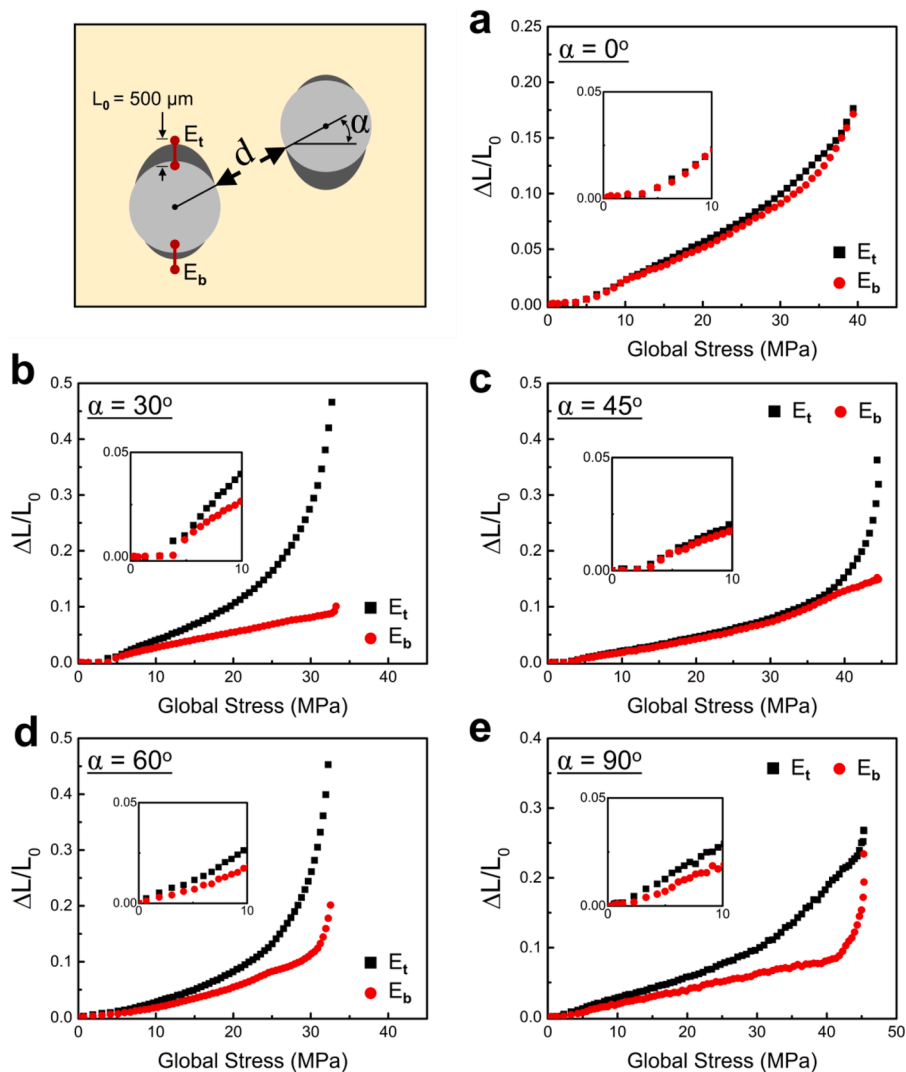 L0 = 500 µm
Et
d
α
Eb
a
α = 0o
0.25
0.20
0.15
0.10
0.05
0.00
ΔL/L0
0.05
0.00
0
10
Et
Eb
0
10
20
30
40
Global Stress (MPa)
b
α = 30o
0.5
0.4
0.3
0.2
0.1
0.0
ΔL/L0
0.05
0.00
0
10
Et
Eb
0
10
20
30
40
Global Stress (MPa)
c
α = 45o
Et
Eb
0.5
0.4
0.3
0.2
0.1
0.0
ΔL/L0
0.05
0.00
0
10
0
10
20
30
40
Global Stress (MPa)
d
α = 60o
0.5
0.4
0.3
0.2
0.1
0.0
ΔL/L0
0.05
0.00
0
10
Et
Eb
0
10
20
30
40
Global Stress (MPa)
e
α = 90o
Et
Eb
0.4
0.3
0.2
0.1
0.0
ΔL/L0
0.05
0.00
0
10
0
10
20
30
40
50
Global Stress (MPa)